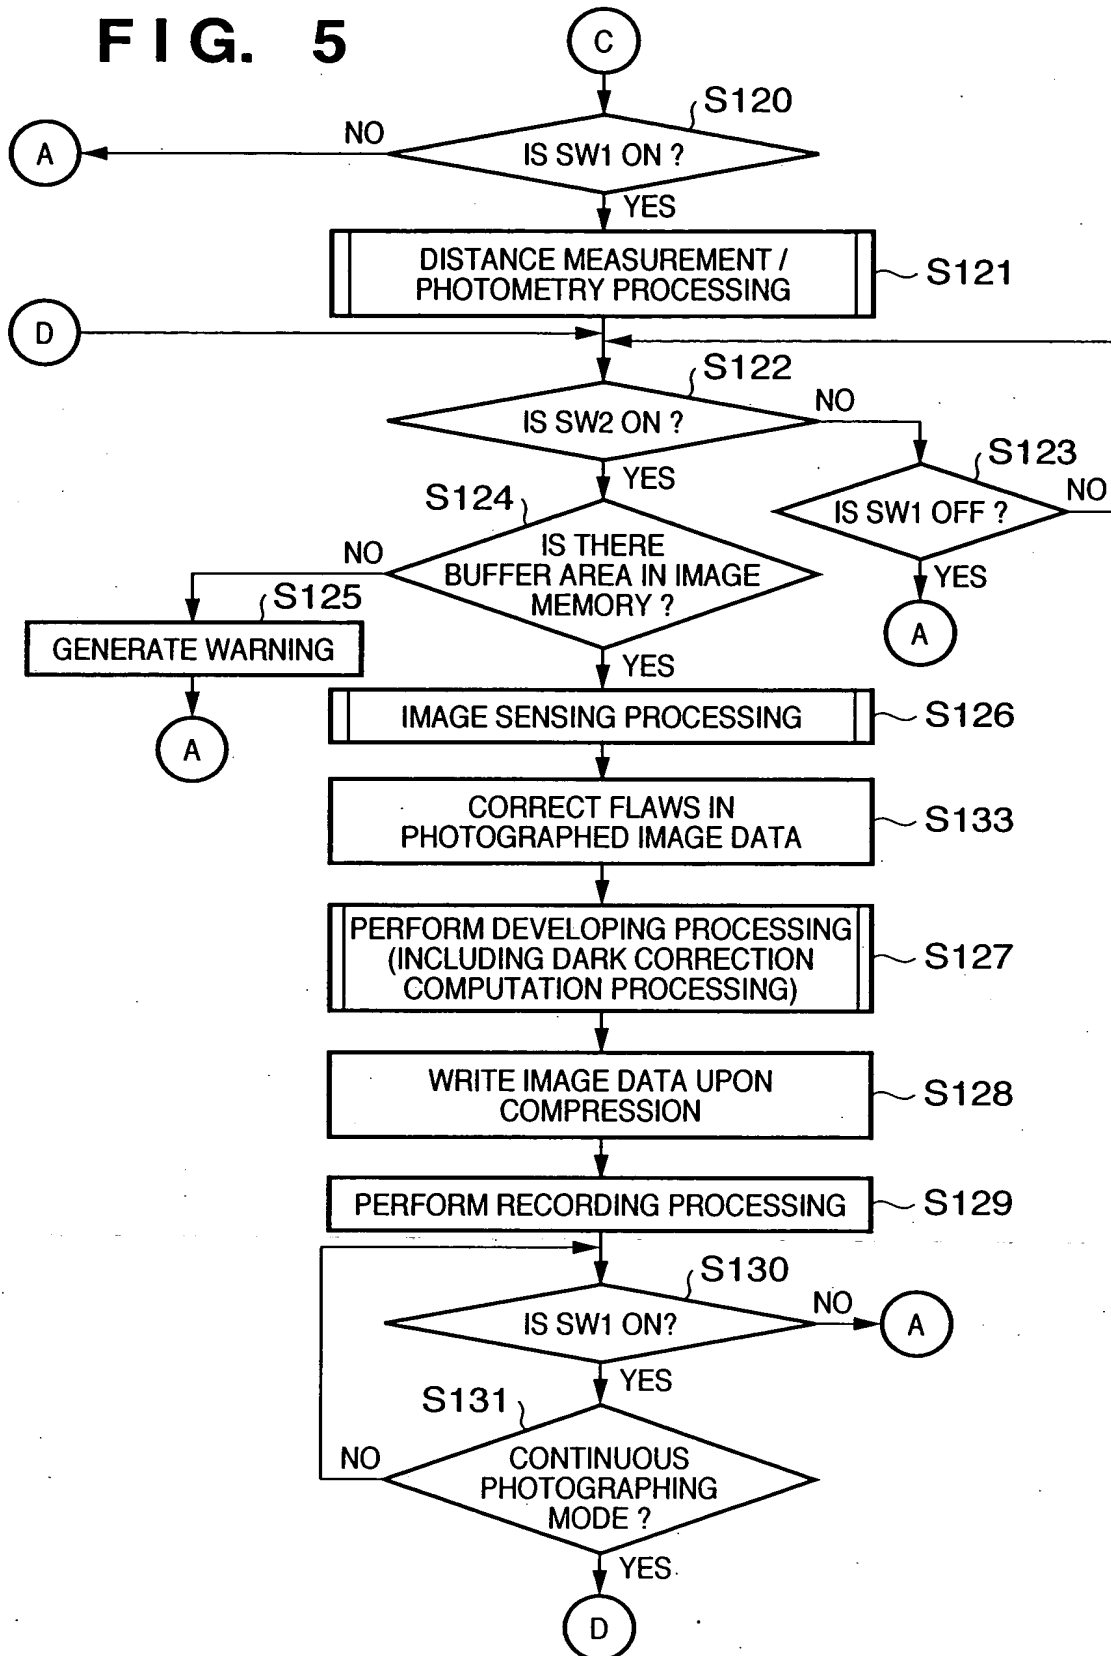 FIG. 5
C
S120
NO
A
IS SW1 ON ?
YES
DISTANCE MEASUREMENT /
PHOTOMETRY PROCESSING
S121
D
S122
IS SW2 ON ?
NO
S123
YES
S124
IS SW1 OFF ?
NO
NO
IS THERE
BUFFER AREA IN IMAGE
MEMORY ?
YES
S125
GENERATE WARNING
A
YES
A
IMAGE SENSING PROCESSING
S126
CORRECT FLAWS IN
PHOTOGRAPHED IMAGE DATA
S133
PERFORM DEVELOPING PROCESSING
(INCLUDING DARK CORRECTION
COMPUTATION PROCESSING)
S127
WRITE IMAGE DATA UPON
COMPRESSION
S128
PERFORM RECORDING PROCESSING
S129
S130
IS SW1 ON?
NO
A
YES
S131
NO
CONTINUOUS
PHOTOGRAPHING
MODE ?
YES
D